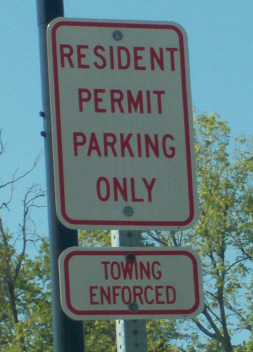 RESIDENT
PERMIT
PARKING
ONLY
TOWING
ENFORCED